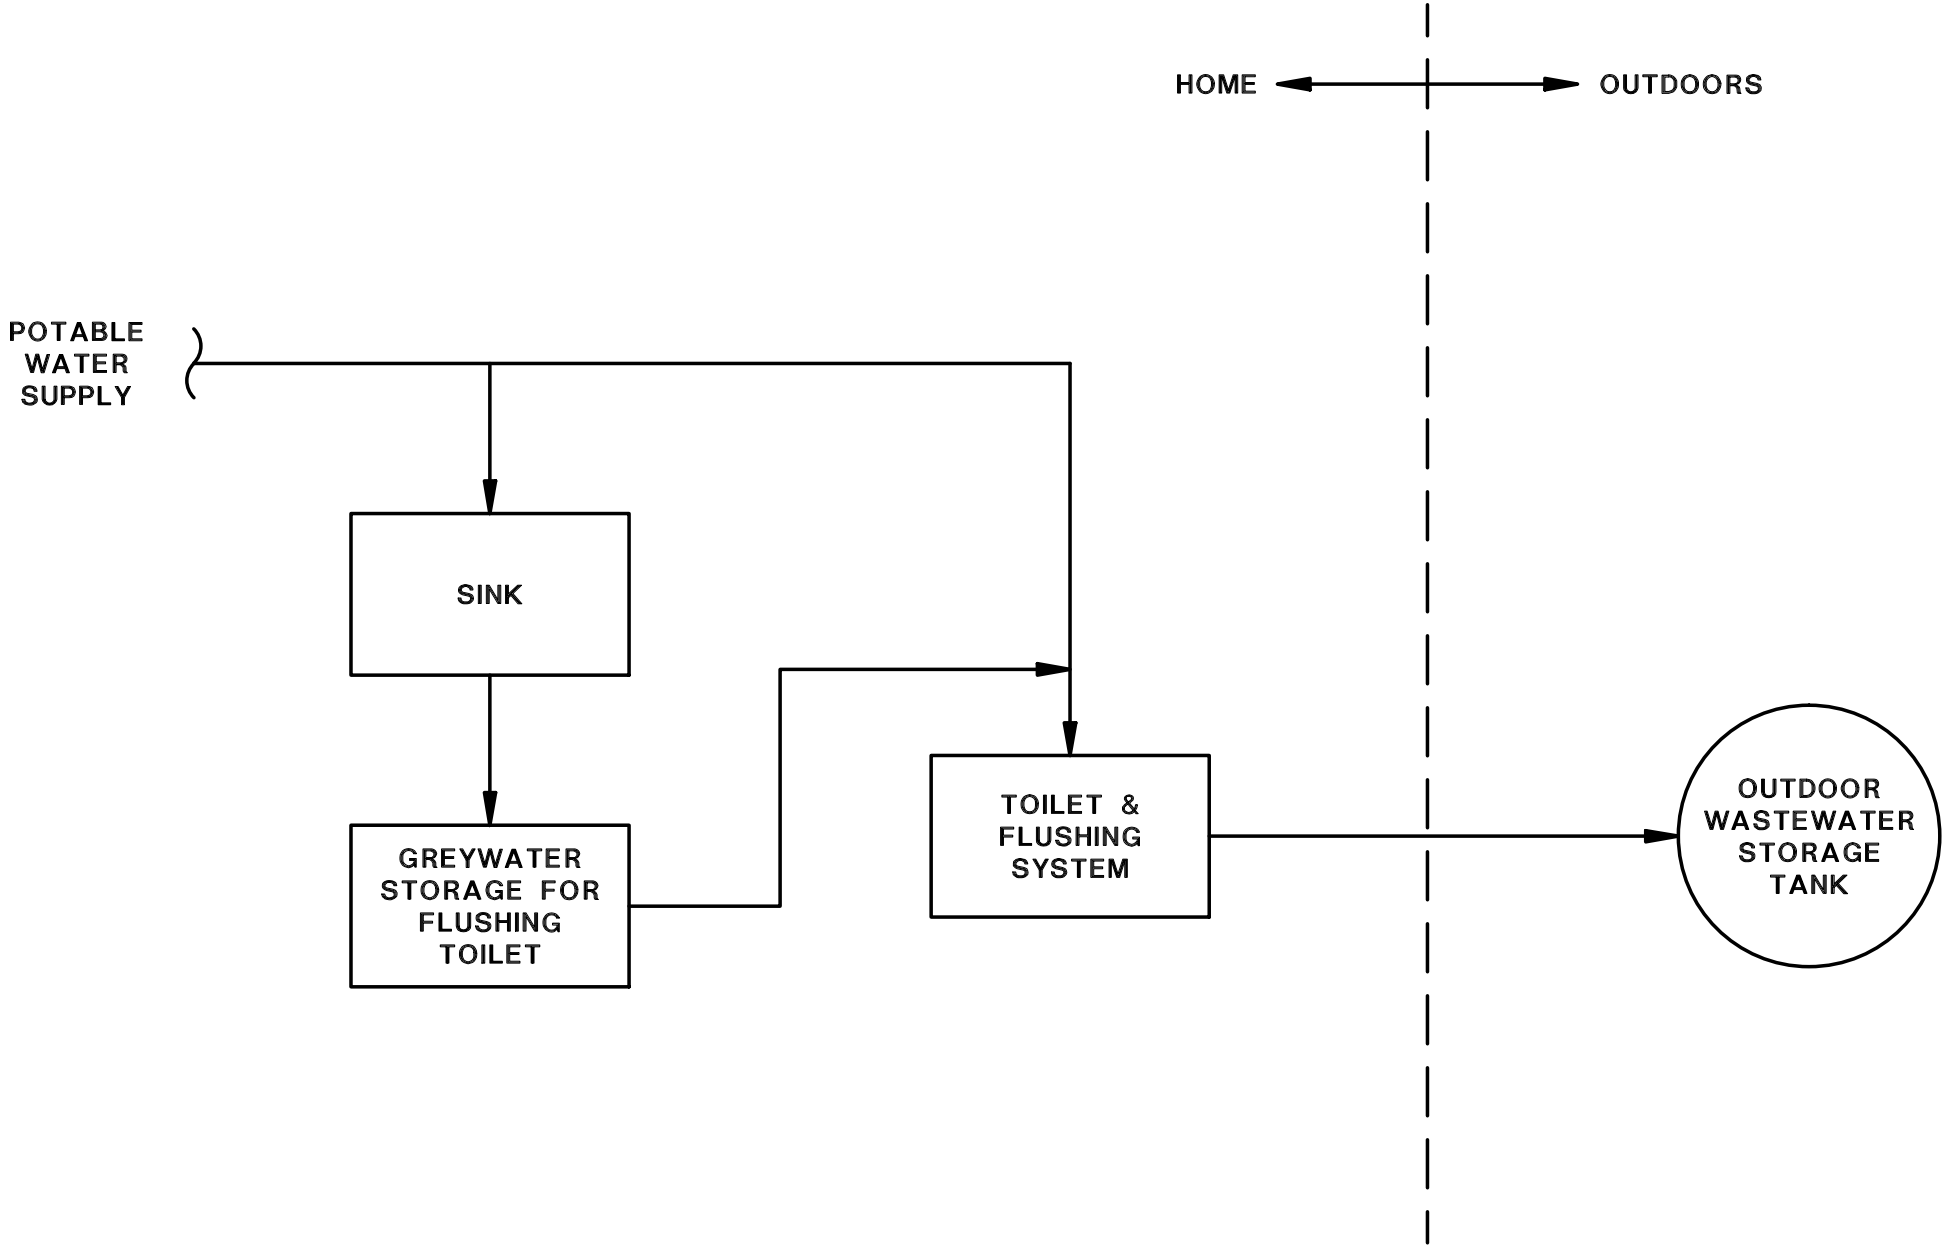 HOME
OUTDOORS
POTABLE
WATER
SUPPLY
SINK
GREYWATER
STORAGE FOR
FLUSHING
TOILET
TOILET &
FLUSHING
SYSTEM
OUTDOOR
WASTEWATER
STORAGE
TANK